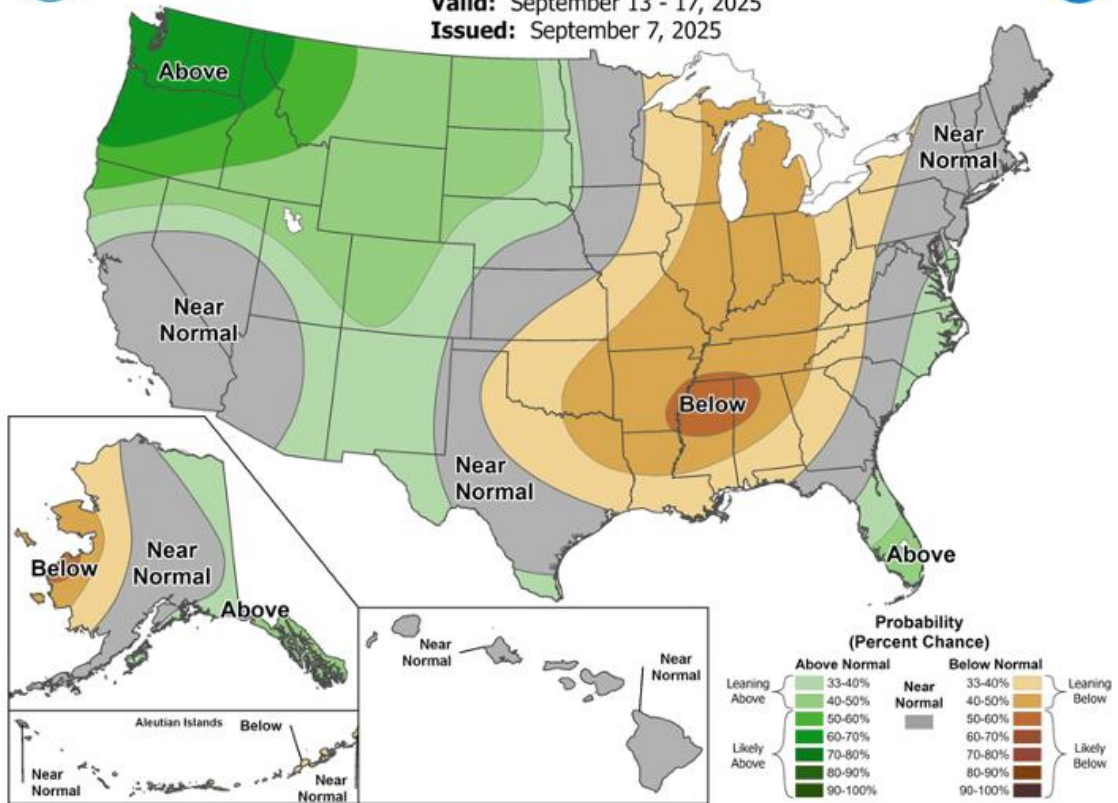 Valid: September 13 - 17, 2025
Issued: September 7, 2025
Above
Near
Normal
Near
Normal
Below
Near
Normal
Above
Below
Near
Normal
Above
Near
Normal
Near
Normal
Aleutian Islands
Below
Near
Normal
Near
Normal
Probability
(Percent Chance)
Above Normal
Below Normal
Leaning
Above
33-40%
40-50%
50-60%
60-70%
70-80%
80-90%
90-100%
Likely
Above
Near
Normal
33-40%
40-50%
50-60%
60-70%
70-80%
80-90%
90-100%
Leaning
Below
Likely
Below